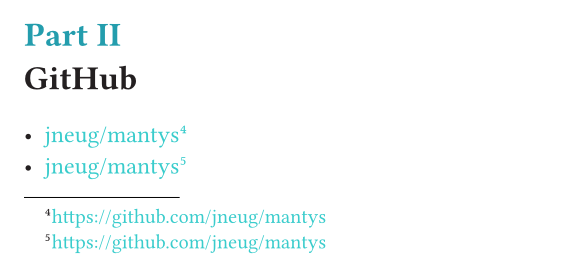 Part II
GitHub
• jneug/mantys⁴
• jneug/mantys⁵
⁴https://github.com/jneug/mantys
⁵https://github.com/jneug/mantys